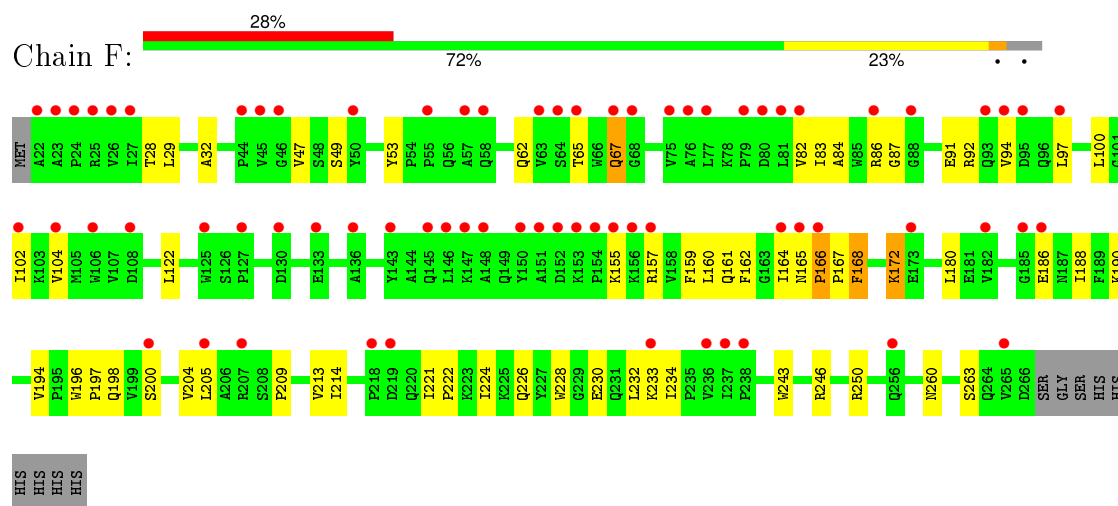 28%
Chain F:
72% 23% • •
MET A22 A23 P24 R25 V26 I27 T28 L29 A32 P44 V45 G46 V47 S48 S49 Y50 Y53 P54 P55 Q56 A57 Q58 Q62 V63 S64 T65 W66 Q67 G68 V75 A76 L77 K78 P79 D80 L81 V82 I83 A84 W85 R86 G87 G88 E91 R92 Q93 V94 D95 Q96 L97 L100
I102 K103 V104 M105 W106 V107 D108 L122 W125 S126 P127 D130 E133 A136 Y143 A144 Q145 L146 K147 A148 Q149 Y150 A151 D152 K153 P154 K155 K156 R157 V158 F159 L160 Q161 F162 G163 I164 N165 P166 P167 F168 K172 E173 L180 E181 V182 G185 E186 N187 I188 F189 K190
V194 P195 W196 P197 Q198 V199 S200 V204 L205 A206 R207 S208 P209 V213 I214 P218 D219 Q220 I221 P222 K223 I224 K225 Q226 Y227 W228 G229 E230 Q231 L232 K233 I234 P235 V236 I237 P238 W243 R246 R250 Q256 N260 S263 Q264 V265 D266 SER GLY SER HIS HIS
HIS HIS HIS HIS